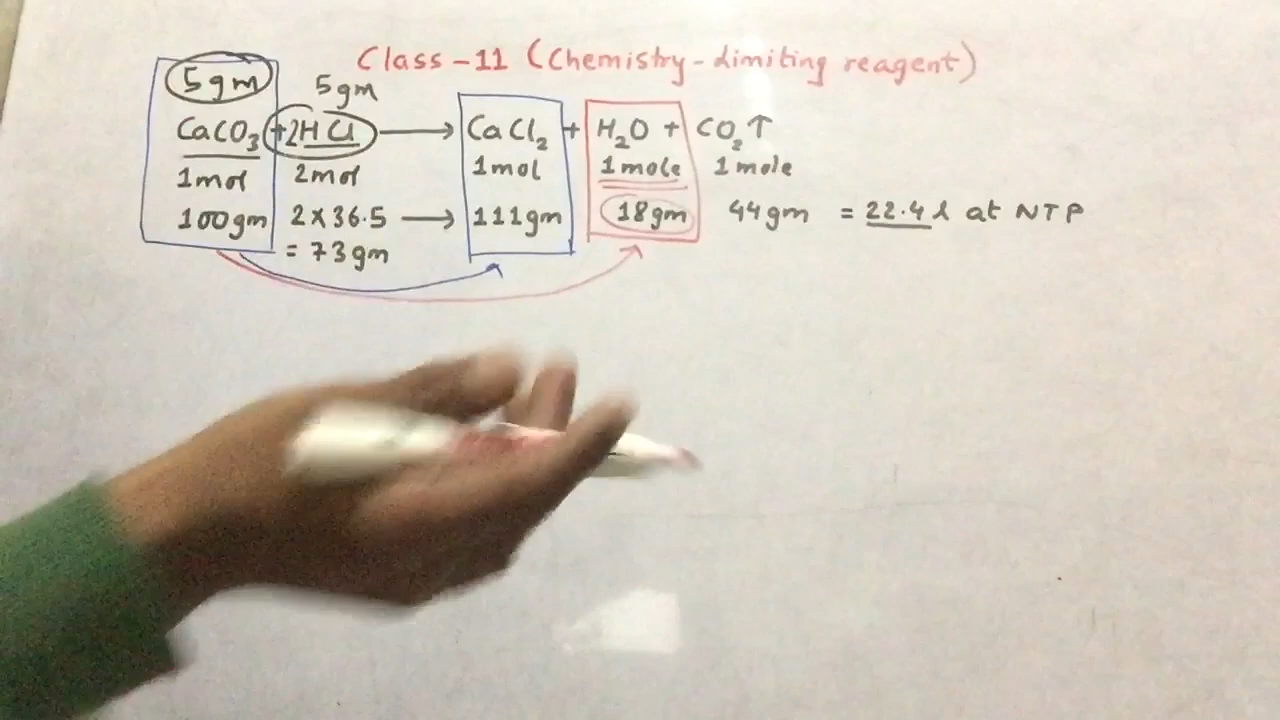 Class-11 (Chemistry-Limiting reagent)
5gm 5gm
CaCO₃ + 2HCl ⟶ CaCl₂ + H₂O + CO₂↑
1mol 2mol 1mol 1mole 1mole
100gm 2×36.5 ⟶ 111gm 18gm 44gm = 22.4 l at NTP
= 73gm